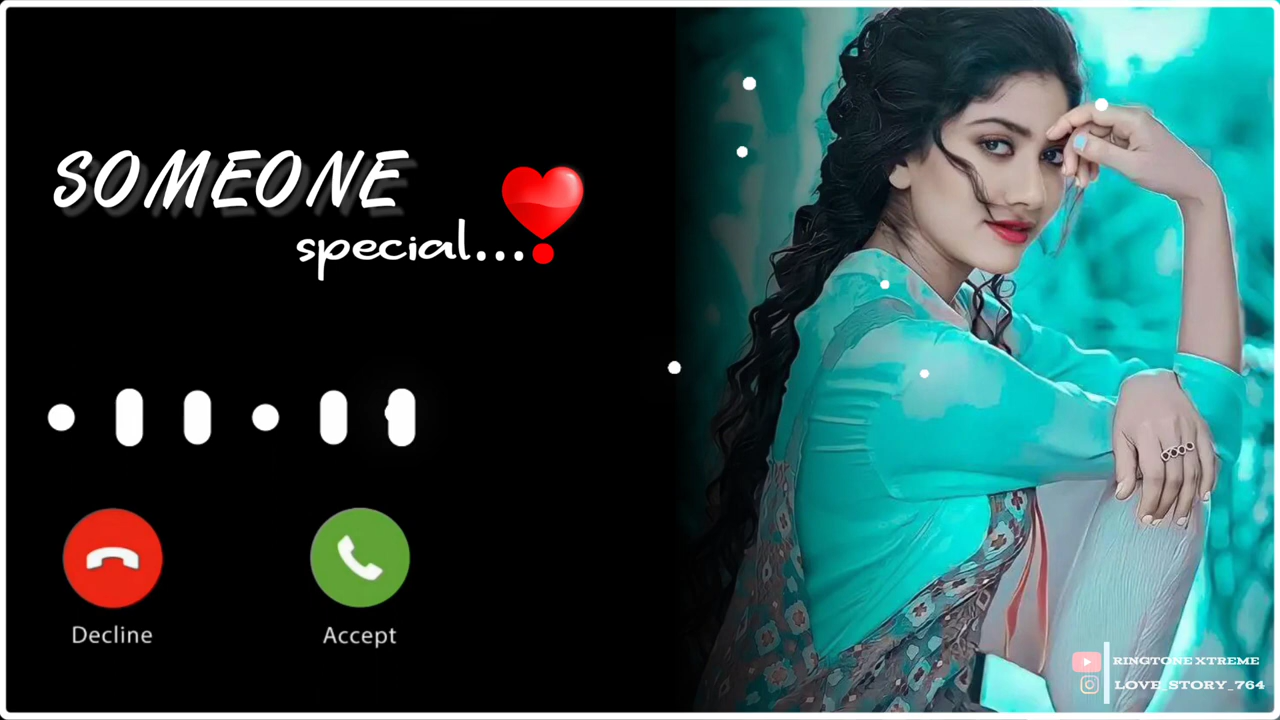 SOMEONE
special...
Decline
Accept
RINGTONE XTREME
LOVE_STORY_764